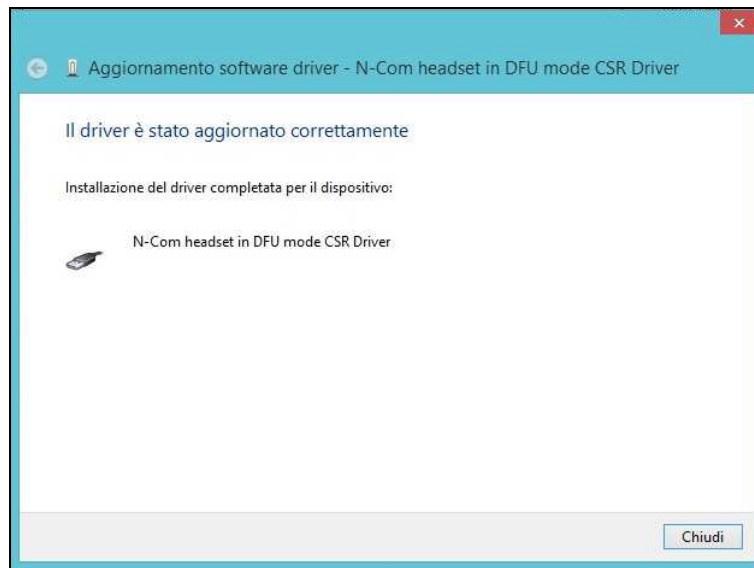 Aggiornamento software driver - N-Com headset in DFU mode CSR Driver
Il driver è stato aggiornato correttamente
Installazione del driver completata per il dispositivo:
N-Com headset in DFU mode CSR Driver
Chiudi